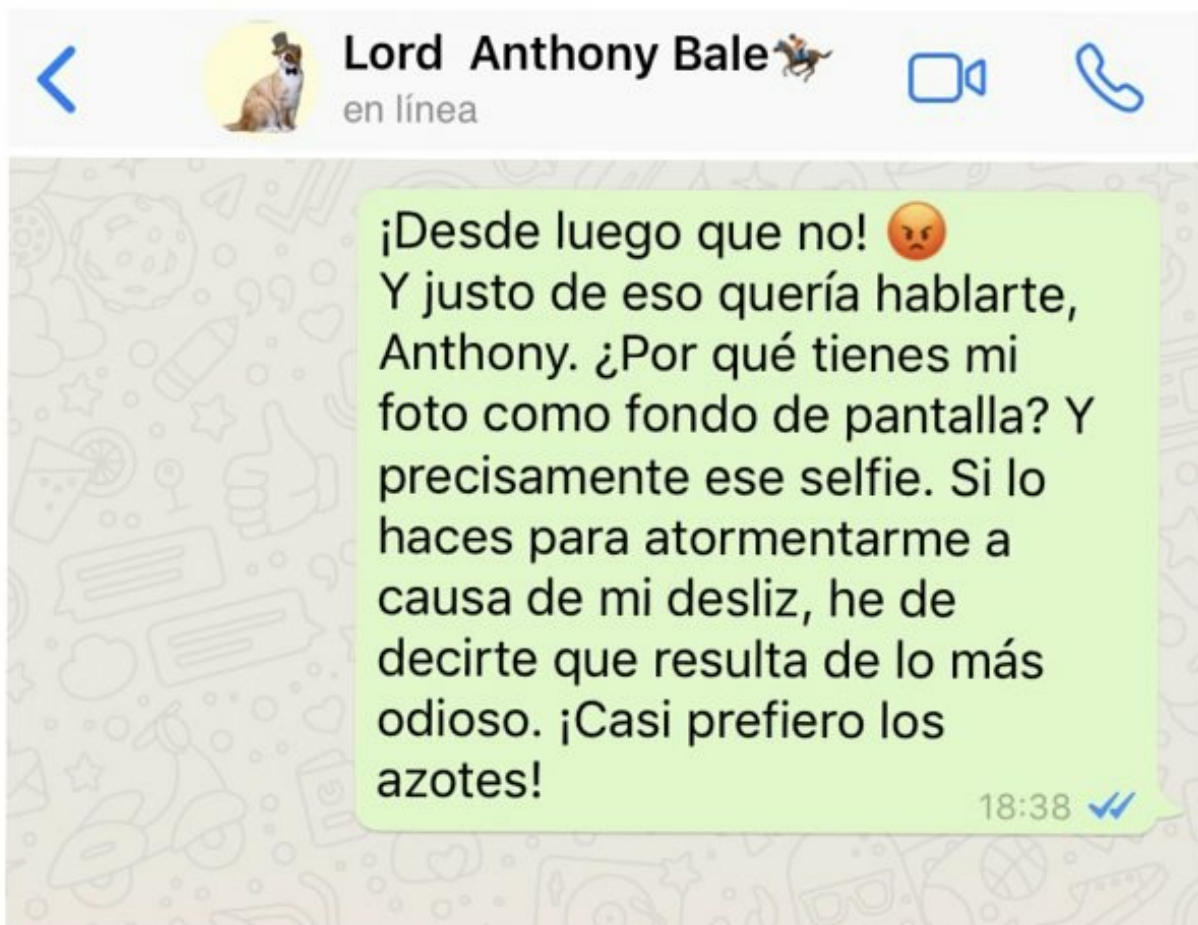 Lord Anthony Bale🏇
en línea
¡Desde luego que no! 😡
Y justo de eso quería hablarte,
Anthony. ¿Por qué tienes mi
foto como fondo de pantalla? Y
precisamente ese selfie. Si lo
haces para atormentarme a
causa de mi desliz, he de
decirte que resulta de lo más
odioso. ¡Casi prefiero los
azotes!
18:38